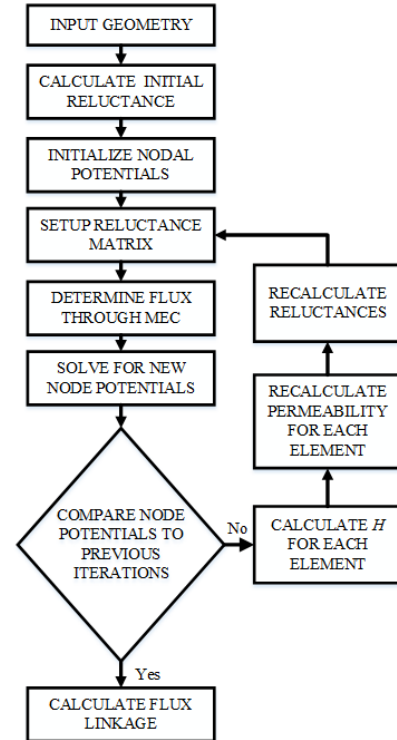 INPUT GEOMETRY
CALCULATE INITIAL
RELUCTANCE
INITIALIZE NODAL
POTENTIALS
SETUP RELUCTANCE
MATRIX
DETERMINE FLUX
THROUGH MEC
SOLVE FOR NEW
NODE POTENTIALS
COMPARE NODE
POTENTIALS TO
PREVIOUS
ITERATIONS
No
CALCULATE H
FOR EACH
ELEMENT
RECALCULATE
PERMEABILITY
FOR EACH
ELEMENT
RECALCULATE
RELUCTANCES
Yes
CALCULATE FLUX
LINKAGE